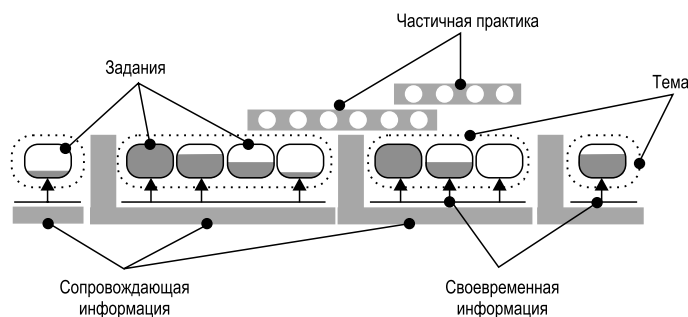 Частичная практика
Задания
Тема
Сопровождающая
информация
Своевременная
информация